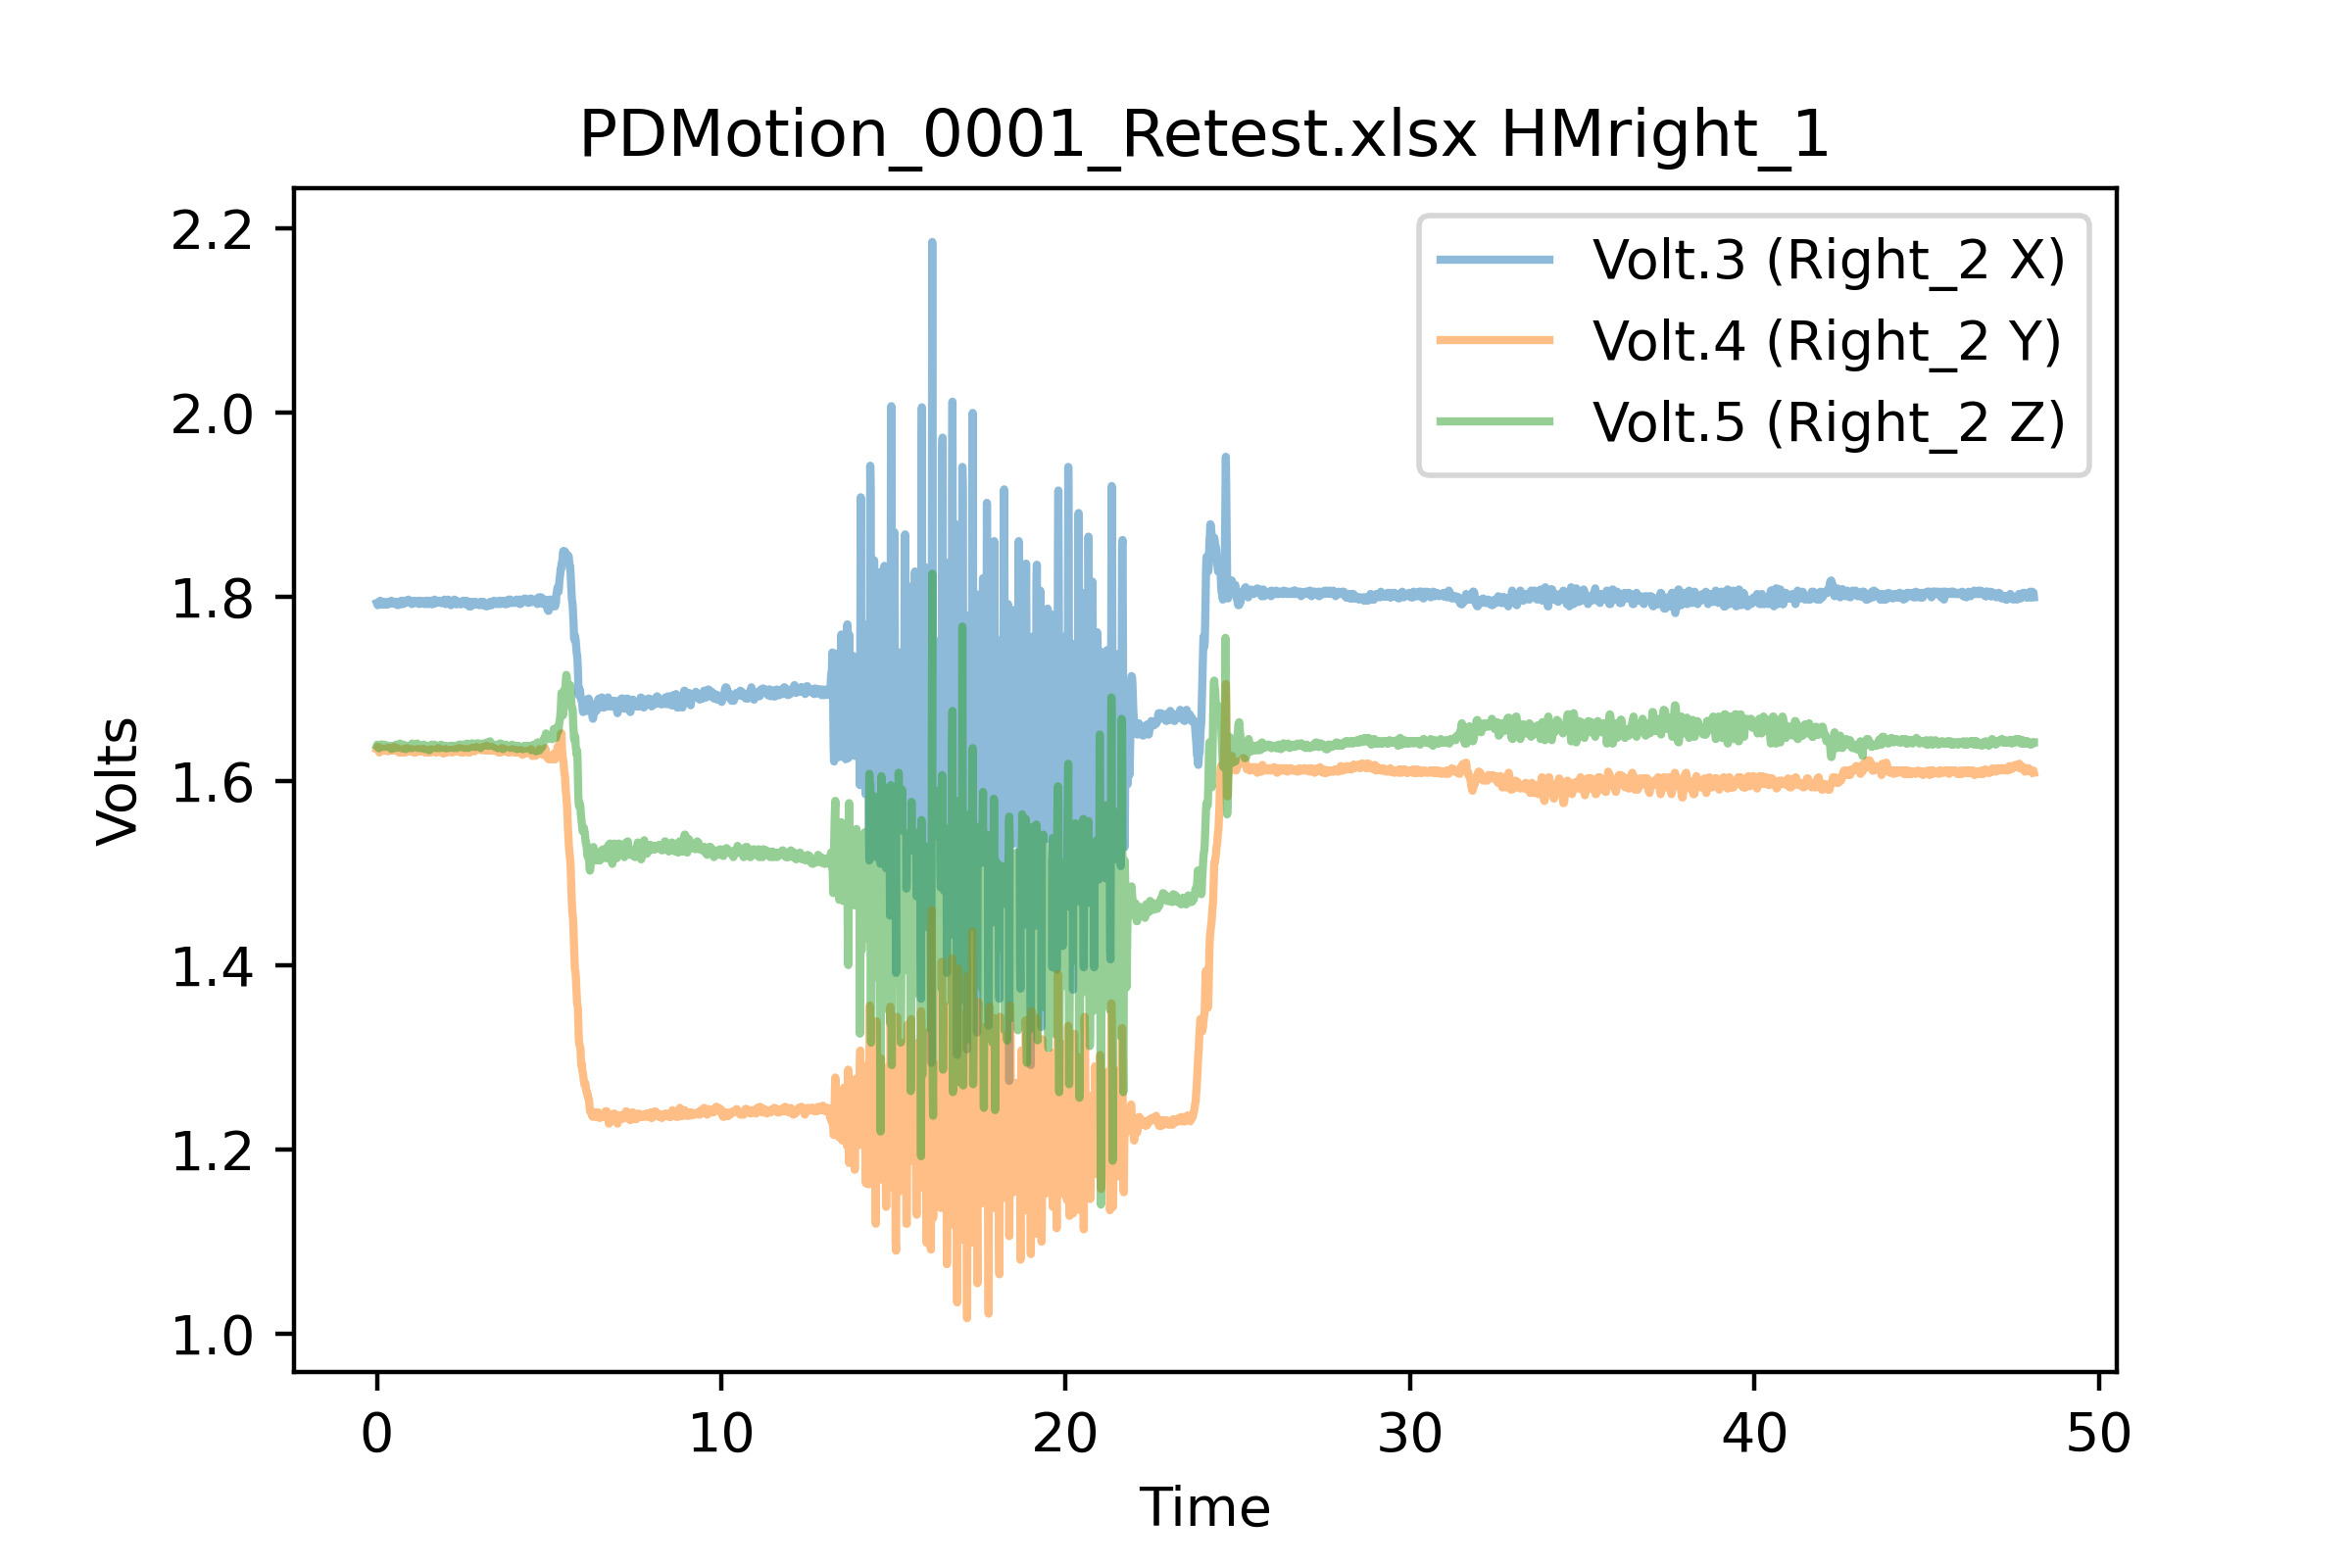 PDMotion_0001_Retest.xlsx HMright_1
2.2
2.0
1.8
1.6
1.4
1.2
1.0
Volts
Volt.3 (Right_2 X)
Volt.4 (Right_2 Y)
Volt.5 (Right_2 Z)
0 10 20 30 40 50
Time